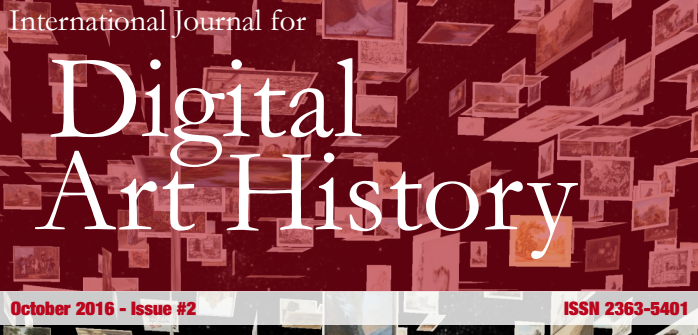 International Journal for
Digital
Art History
October 2016 - Issue #2
ISSN 2363-5401